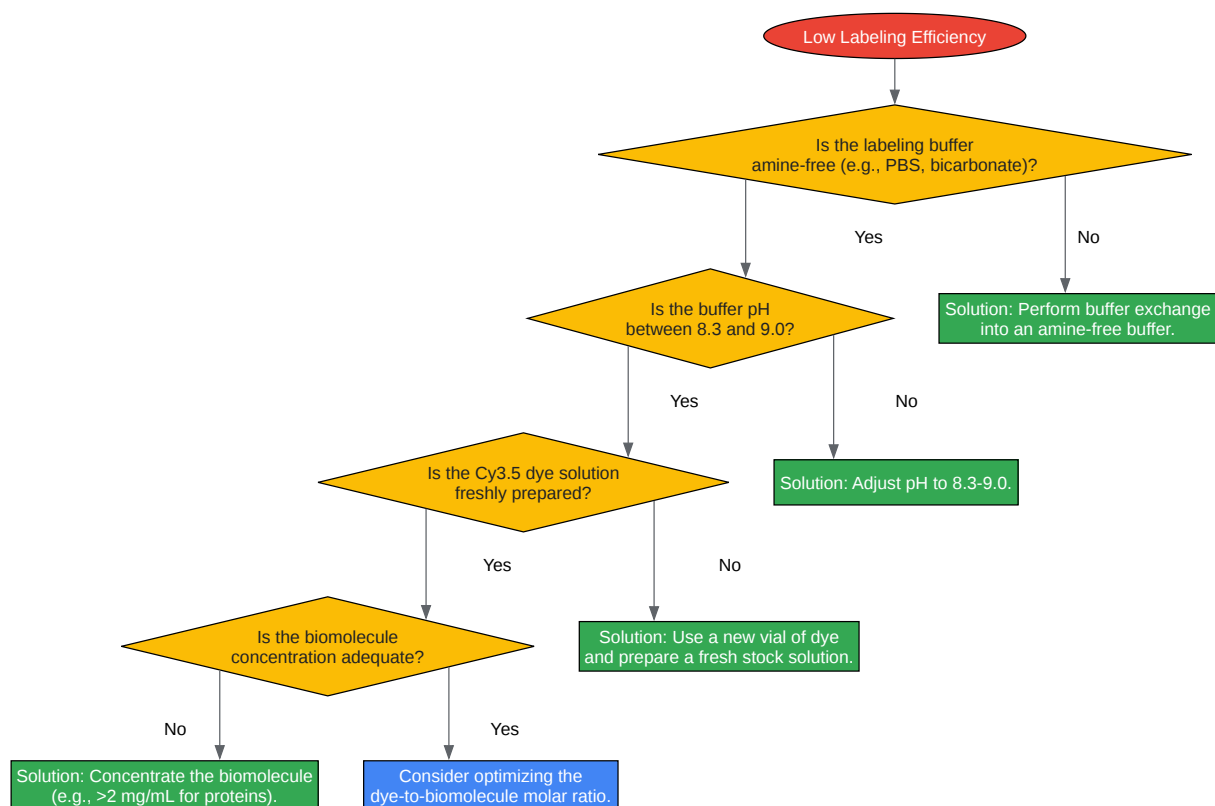 Low Labeling Efficiency
Is the labeling buffer
amine-free (e.g., PBS, bicarbonate)?
Yes
No
Is the buffer pH
between 8.3 and 9.0?
Solution: Perform buffer exchange
into an amine-free buffer.
Yes
No
Is the Cy3.5 dye solution
freshly prepared?
Solution: Adjust pH to 8.3-9.0.
Yes
No
Is the biomolecule
concentration adequate?
Solution: Use a new vial of dye
and prepare a fresh stock solution.
No
Yes
Solution: Concentrate the biomolecule
(e.g., >2 mg/mL for proteins).
Consider optimizing the
dye-to-biomolecule molar ratio.